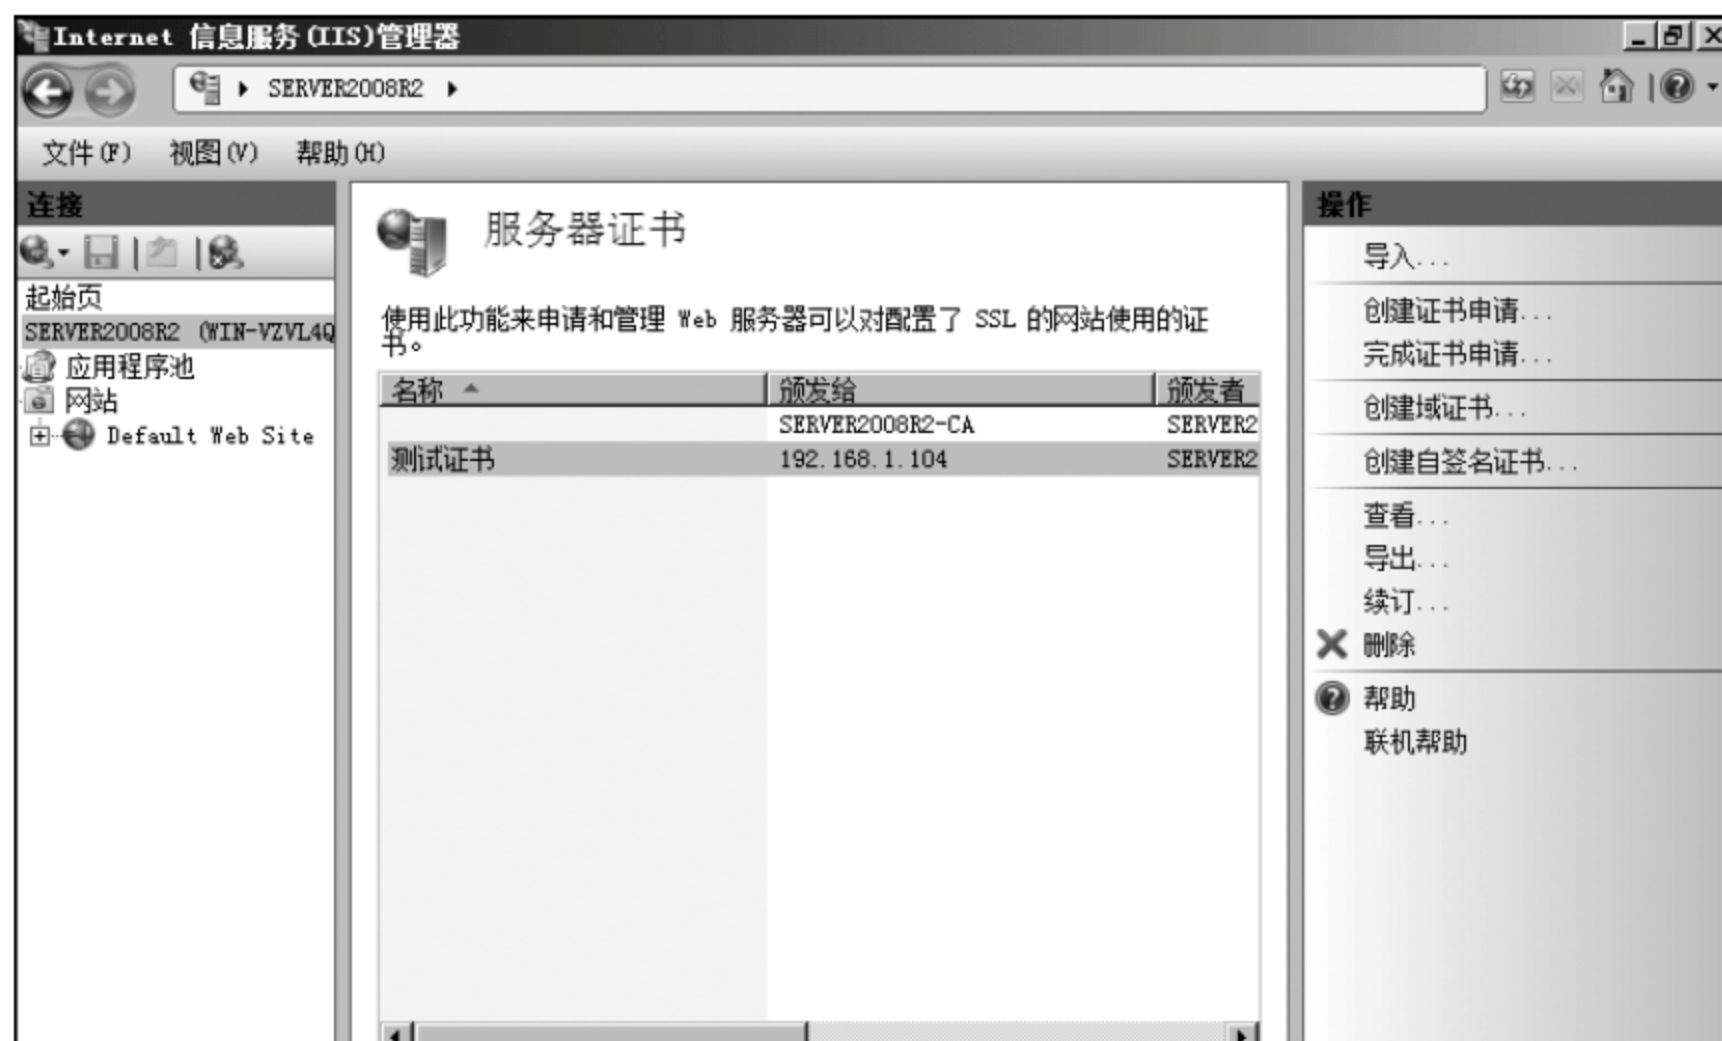 Internet 信息服务(IIS)管理器
SERVER2008R2
文件(F) 视图(V) 帮助(H)
连接
起始页
SERVER2008R2 (WIN-VZVL4Q
应用程序池
网站
Default Web Site
服务器证书
使用此功能来申请和管理 Web 服务器可以对配置了 SSL 的网站使用的证
书。
名称 颁发给 颁发者
SERVER2008R2-CA SERVER2
测试证书 192.168.1.104 SERVER2
操作
导入...
创建证书申请...
完成证书申请...
创建域证书...
创建自签名证书...
查看...
导出...
续订...
删除
帮助
联机帮助